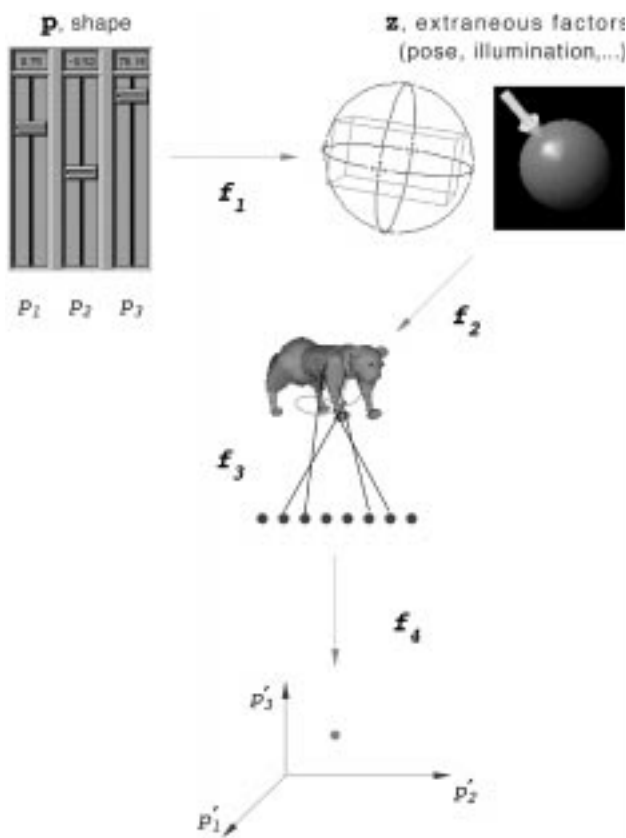 p, shape
z, extraneous factors
(pose, illumination,...)
f1
p1 p2 p3
f2
f3
f4
p′3
p′2
p′1